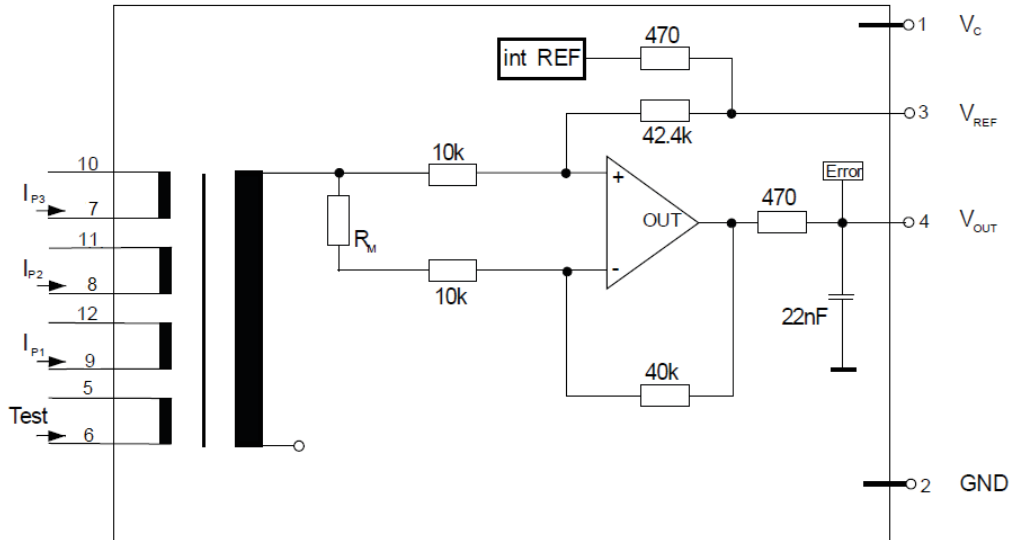 1 V_C
470
int REF
3 V_REF
42.4k
10k
10
+
Error
I_P3
7
470
OUT
4 V_OUT
11
R_M
I_P2
8
-
10k
22nF
12
I_P1
9
40k
5
Test
6
2 GND